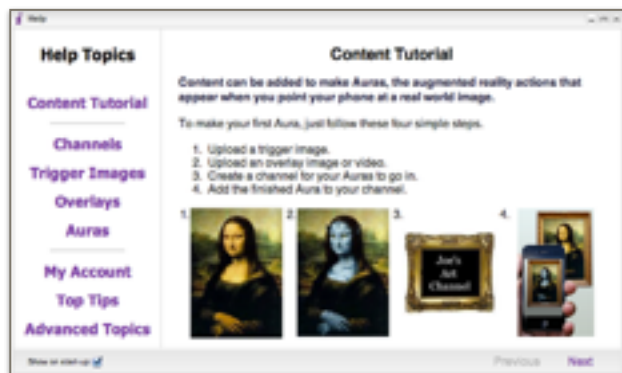 Help
Help Topics
Content Tutorial
Channels
Trigger Images
Overlays
Auras
My Account
Top Tips
Advanced Topics
Show on start-up
Content Tutorial
Content can be added to make Auras, the augmented reality actions that
appear when you point your phone at a real world image.
To make your first Aura, just follow these four simple steps.
1. Upload a trigger image.
2. Upload an overlay image or video.
3. Create a channel for your Auras to go in.
4. Add the finished Aura to your channel.
1. 2. 3. 4.
Joe's
Art
Channel
Previous Next